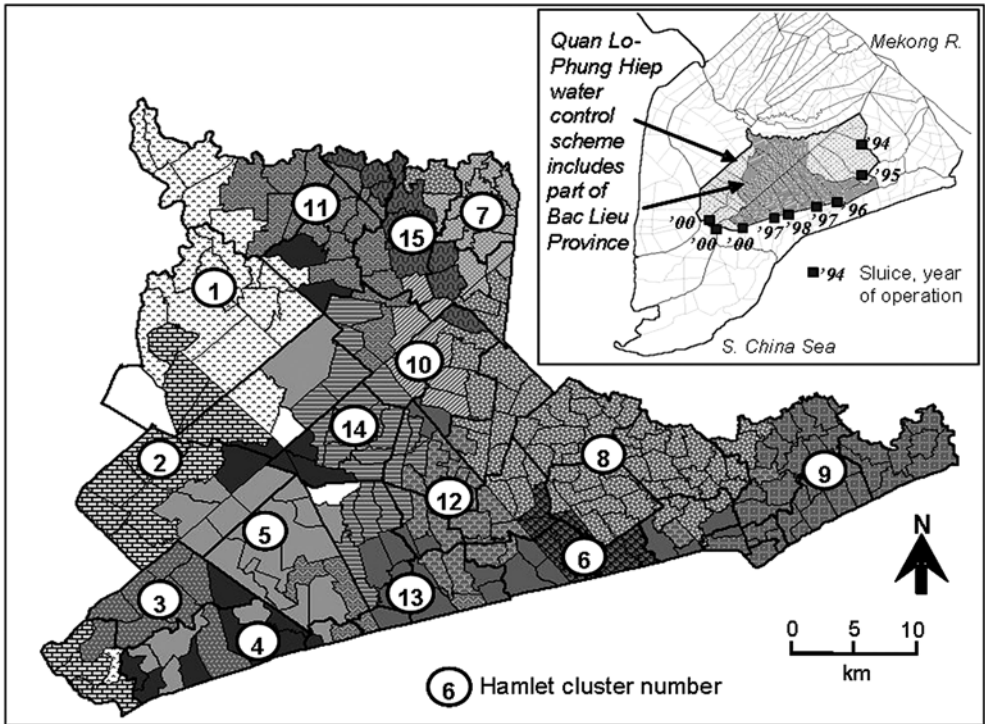 Quan Lo-
Phung Hiep
water
control
scheme
includes
part of
Bac Lieu
Province
Mekong R.
'94
'95
'96
'97
'98
'97
'00
'00
'00
'94 Sluice, year
of operation
S. China Sea
11
7
15
1
10
14
2
8
9
12
5
6
3
13
4
N
0 5 10
km
6 Hamlet cluster number